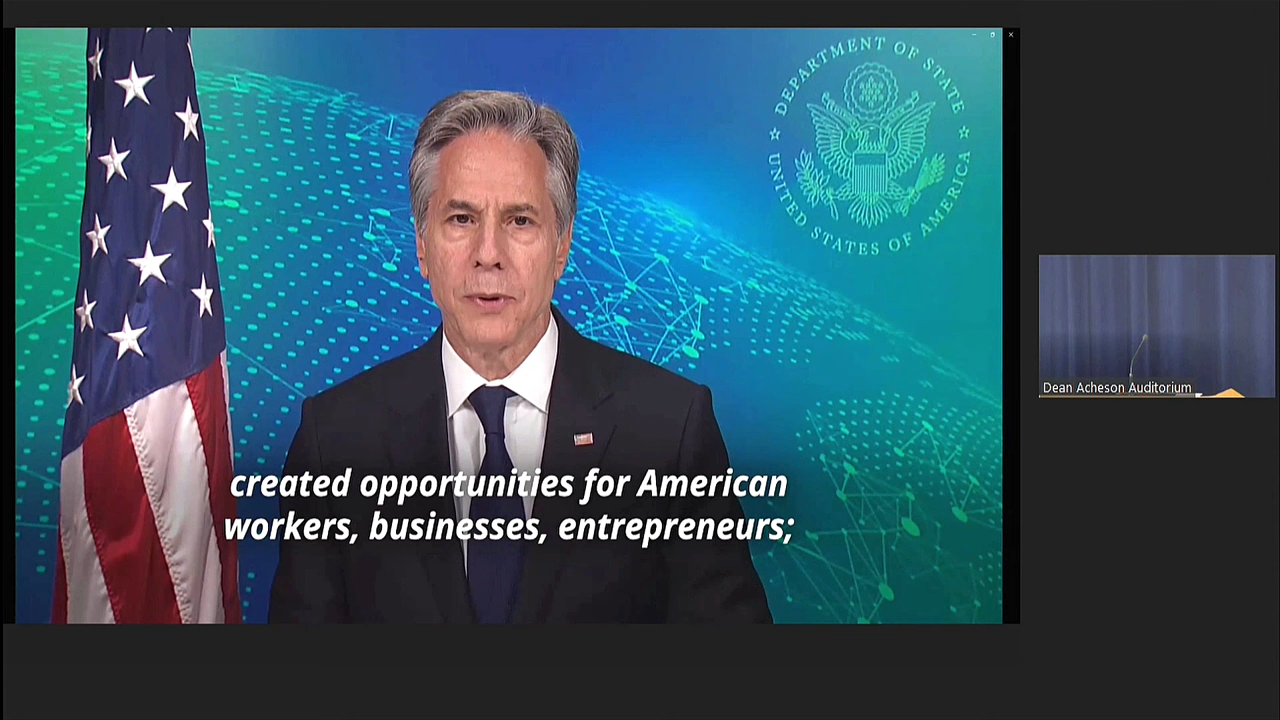 DEPARTMENT OF STATE
UNITED STATES OF AMERICA
created opportunities for American
workers, businesses, entrepreneurs;
Dean Acheson Auditorium